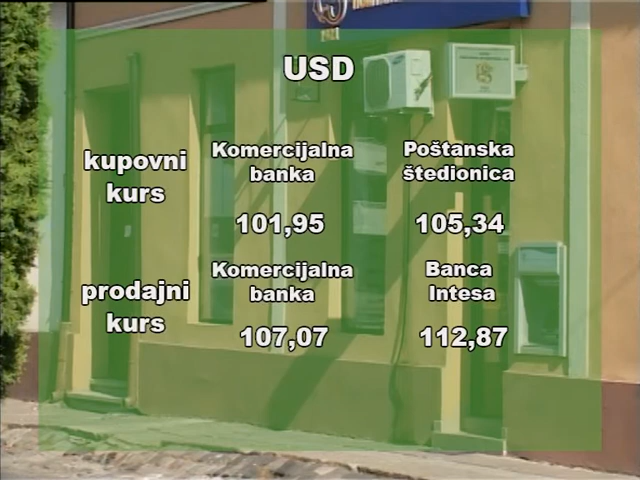 USD
kupovni
kurs
Komercijalna
banka
101,95
Poštanska
štedionica
105,34
prodajni
kurs
Komercijalna
banka
107,07
Banca
Intesa
112,87